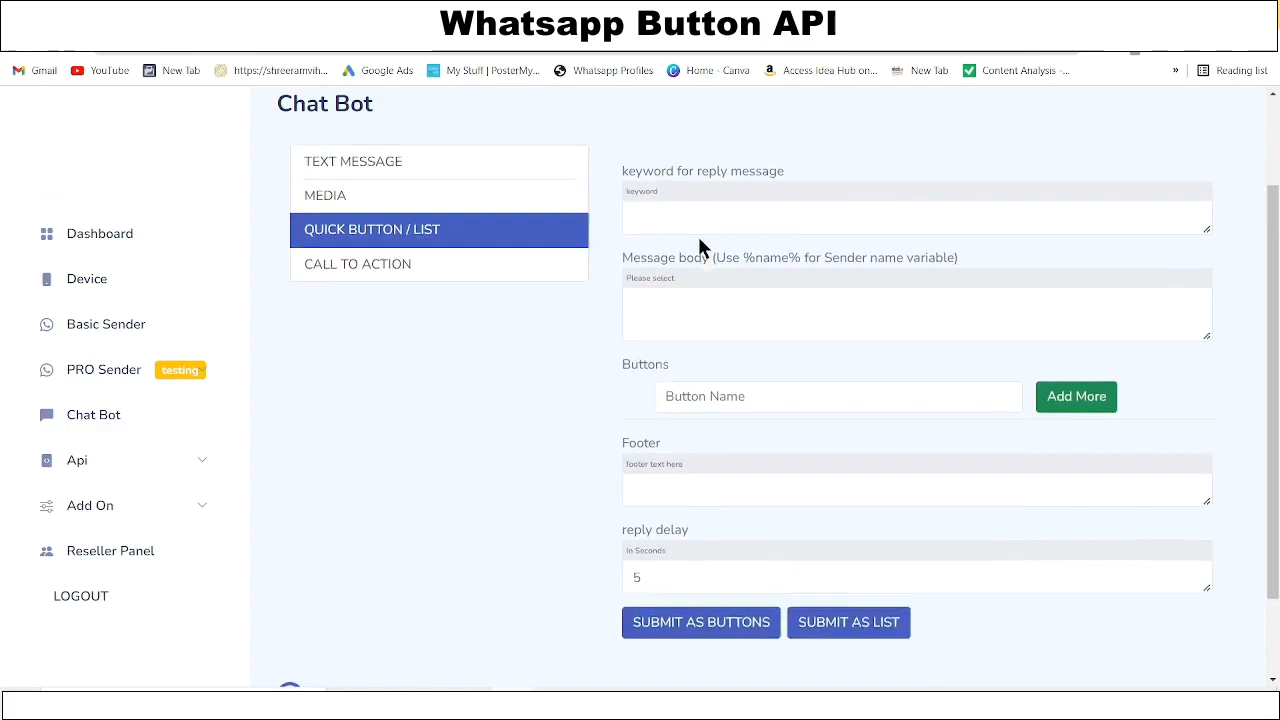 Whatsapp Button API
Gmail YouTube New Tab https://threeramvih... Google Ads My Stuff | PosterMy... Whatsapp Profiles Home - Canva Access Idea Hub on... New Tab Content Analysis -... » Reading list
Chat Bot
TEXT MESSAGE
MEDIA
QUICK BUTTON / LIST
CALL TO ACTION
Dashboard
Device
Basic Sender
PRO Sender testing
Chat Bot
Api
Add On
Reseller Panel
LOGOUT
keyword for reply message
keyword
Message body (Use %name% for Sender name variable)
Please select
Buttons
Button Name Add More
Footer
footer text here
reply delay
In Seconds
5
SUBMIT AS BUTTONS SUBMIT AS LIST